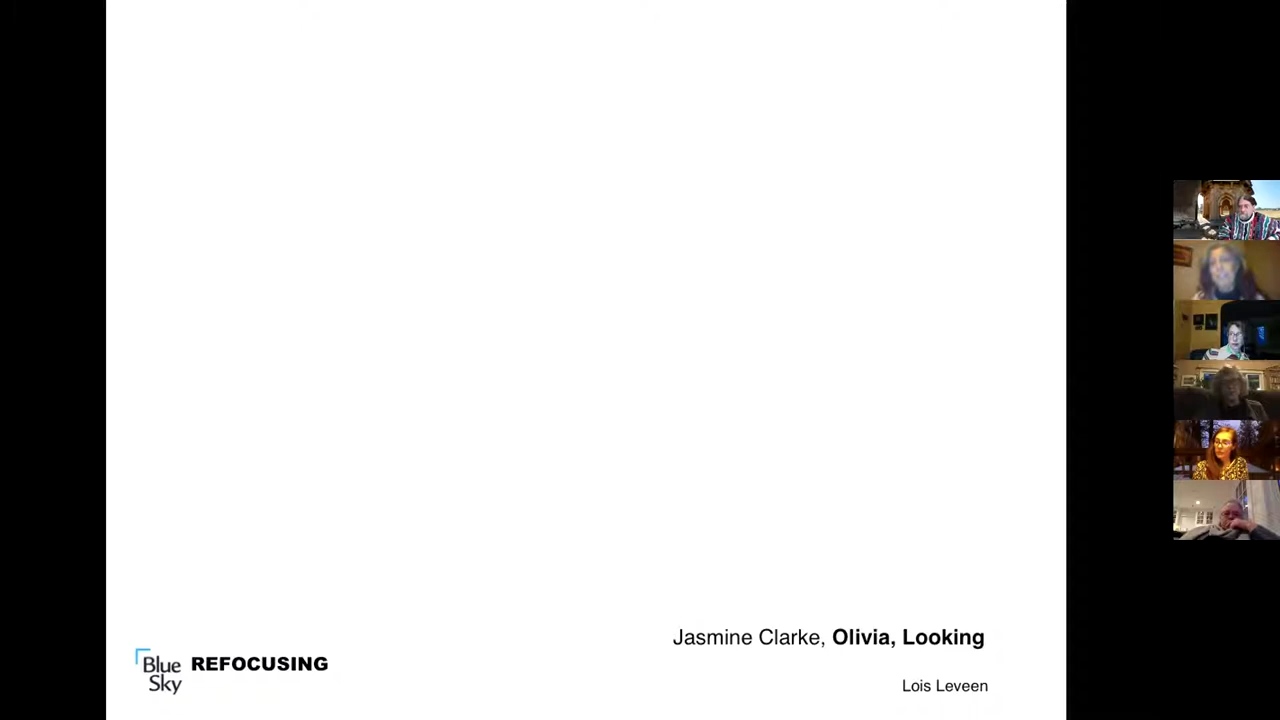 Jasmine Clarke, Olivia, Looking
Blue
Sky
REFOCUSING
Lois Leveen